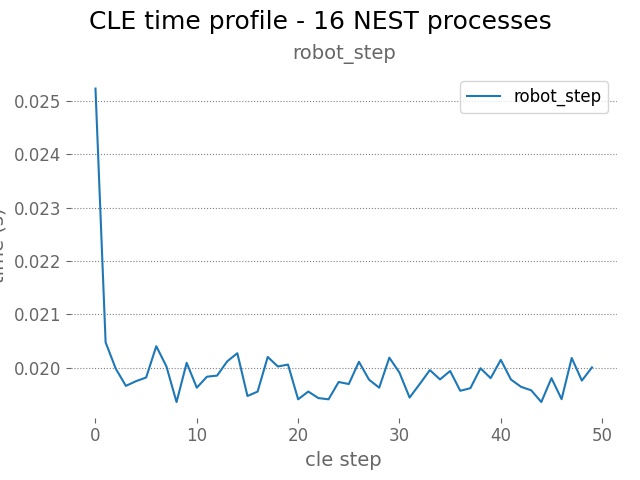 CLE time profile - 16 NEST processes
robot_step
robot_step
0.025
0.024
0.023
0.022
0.021
0.020
time (s)
0 10 20 30 40 50
cle step